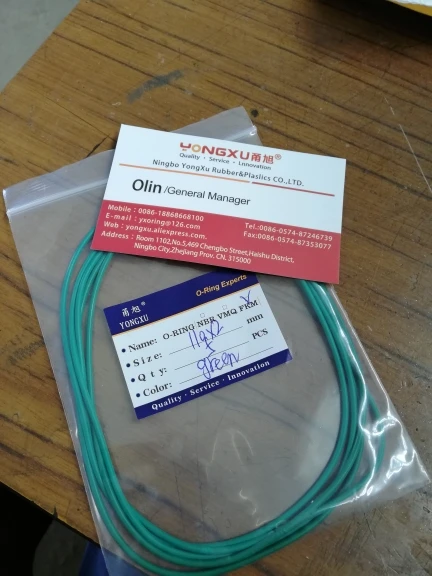 YONGXU甬旭®
Quality · Service · Innovation
Ningbo YongXu Rubber&Plaslics CO.,LTD.
Olin /General Manager
Mobile : 0086-18868668100
E-mail : yxoring@126.com
Web : yongxu.aliexpress.com.
Tel.:0086-0574-87246739
Fax:0086-0574-87353077
Address : Room 1102,No.5,469 Chengbo Street,Haishu District,
Ningbo City,Zhejiang Prov. CN. 315000
甬旭®
YONGXU
O-Ring Experts
• Name: O-RING NBR VMQ FKM
• Size: mm
• Qty: 5 PCS
• Color: green
Quality · Service · Innovation